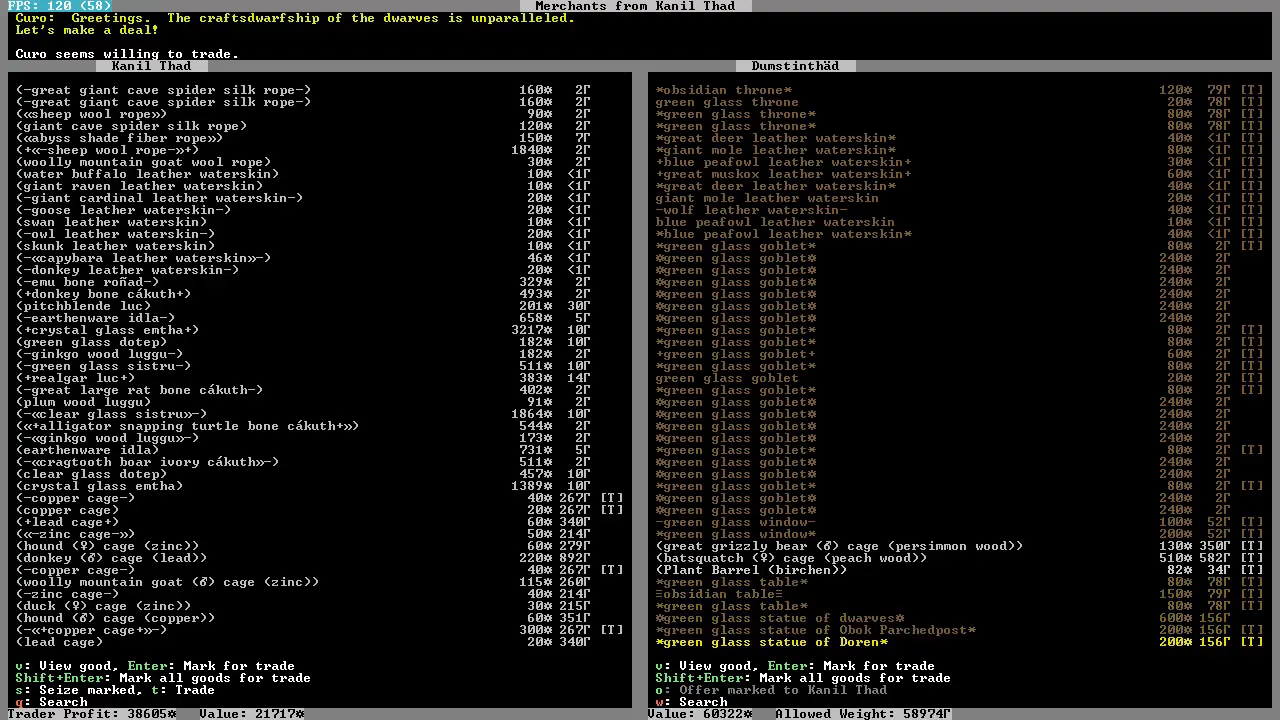 FPS: 120 (58)
Merchants from Kanil Thad
Curo: Greetings. The craftsdwarfship of the dwarves is unparalleled.
Let's make a deal!
Curo seems willing to trade.
Kanil Thad
(-great giant cave spider silk rope-) 160☼ 2Γ
(-great giant cave spider silk rope-) 160☼ 2Γ
(«sheep wool rope») 90☼ 2Γ
(giant cave spider silk rope) 120☼ 2Γ
(«abyss shade fiber rope») 150☼ 7Γ
(+«-sheep wool rope-»+) 1840☼ 2Γ
(woolly mountain goat wool rope) 30☼ 2Γ
(water buffalo leather waterskin) 10☼ <1Γ
(giant raven leather waterskin) 10☼ <1Γ
(-giant cardinal leather waterskin-) 20☼ <1Γ
(-goose leather waterskin-) 20☼ <1Γ
(swan leather waterskin) 10☼ <1Γ
(-owl leather waterskin-) 20☼ <1Γ
(skunk leather waterskin) 10☼ <1Γ
(-«capybara leather waterskin»-) 46☼ <1Γ
(-donkey leather waterskin-) 20☼ <1Γ
(-emu bone roñad-) 329☼ 2Γ
(+donkey bone cákuth+) 493☼ 2Γ
(pitchblende luc) 201☼ 30Γ
(-earthenware idla-) 658☼ 5Γ
(+crystal glass emtha+) 3217☼ 10Γ
(green glass dotep) 182☼ 10Γ
(-ginkgo wood luggu-) 182☼ 2Γ
(-green glass sistru-) 511☼ 10Γ
(+realgar luc+) 383☼ 14Γ
(-great large rat bone cákuth-) 402☼ 2Γ
(plum wood luggu) 91☼ 2Γ
(-«clear glass sistru»-) 1864☼ 10Γ
(«+alligator snapping turtle bone cákuth+») 544☼ 2Γ
(-«ginkgo wood luggu»-) 173☼ 2Γ
(earthenware idla) 731☼ 5Γ
(-«cragtooth boar ivory cákuth»-) 511☼ 2Γ
(clear glass dotep) 457☼ 10Γ
(crystal glass emtha) 1389☼ 10Γ
(-copper cage-) 40☼ 267Γ [T]
(copper cage) 20☼ 267Γ [T]
(+lead cage+) 60☼ 340Γ
(«-zinc cage-») 50☼ 214Γ
(hound (♀) cage (zinc)) 60☼ 279Γ
(donkey (♂) cage (lead)) 220☼ 892Γ
(-copper cage-) 40☼ 267Γ [T]
(woolly mountain goat (♂) cage (zinc)) 115☼ 260Γ
(-zinc cage-) 40☼ 214Γ
(duck (♀) cage (zinc)) 30☼ 215Γ
(hound (♂) cage (copper)) 60☼ 351Γ
(-«+copper cage+»-) 300☼ 267Γ [T]
(lead cage) 20☼ 340Γ
v: View good, Enter: Mark for trade
Shift+Enter: Mark all goods for trade
s: Seize marked, t: Trade
q: Search
Trader Profit: 38605☼ Value: 21717☼
Dumstinthäd
*obsidian throne* 120☼ 79Γ [T]
green glass throne 20☼ 78Γ [T]
*green glass throne* 80☼ 78Γ [T]
*green glass throne* 80☼ 78Γ [T]
*great deer leather waterskin* 40☼ <1Γ [T]
*giant mole leather waterskin* 80☼ <1Γ [T]
+blue peafowl leather waterskin+ 30☼ <1Γ [T]
+great muskox leather waterskin+ 60☼ <1Γ [T]
*great deer leather waterskin* 40☼ <1Γ [T]
giant mole leather waterskin 20☼ <1Γ [T]
-wolf leather waterskin- 40☼ <1Γ [T]
blue peafowl leather waterskin 10☼ <1Γ [T]
*blue peafowl leather waterskin* 40☼ <1Γ [T]
*green glass goblet* 80☼ 2Γ [T]
☼green glass goblet☼ 240☼ 2Γ
☼green glass goblet☼ 240☼ 2Γ
☼green glass goblet☼ 240☼ 2Γ
☼green glass goblet☼ 240☼ 2Γ
☼green glass goblet☼ 240☼ 2Γ
☼green glass goblet☼ 240☼ 2Γ
*green glass goblet* 80☼ 2Γ [T]
*green glass goblet* 80☼ 2Γ [T]
+green glass goblet+ 60☼ 2Γ [T]
*green glass goblet* 80☼ 2Γ [T]
green glass goblet 20☼ 2Γ [T]
*green glass goblet* 80☼ 2Γ [T]
☼green glass goblet☼ 240☼ 2Γ
☼green glass goblet☼ 240☼ 2Γ
☼green glass goblet☼ 240☼ 2Γ
☼green glass goblet☼ 240☼ 2Γ
*green glass goblet* 80☼ 2Γ [T]
☼green glass goblet☼ 240☼ 2Γ
☼green glass goblet☼ 240☼ 2Γ
*green glass goblet* 80☼ 2Γ [T]
☼green glass goblet☼ 240☼ 2Γ
☼green glass goblet☼ 240☼ 2Γ
-green glass window- 100☼ 52Γ [T]
*green glass window* 200☼ 52Γ [T]
(great grizzly bear (♂) cage (persimmon wood)) 130☼ 350Γ [T]
(batsquatch (♀) cage (peach wood)) 510☼ 582Γ [T]
(Plant Barrel (birchen)) 82☼ 34Γ [T]
*green glass table* 80☼ 78Γ [T]
≡obsidian table≡ 150☼ 79Γ [T]
*green glass table* 80☼ 78Γ [T]
☼green glass statue of dwarves☼ 600☼ 156Γ
*green glass statue of Obok Parchedpost* 200☼ 156Γ [T]
*green glass statue of Doren* 200☼ 156Γ [T]
v: View good, Enter: Mark for trade
Shift+Enter: Mark all goods for trade
o: Offer marked to Kanil Thad
w: Search
Value: 60322☼ Allowed Weight: 58974Γ